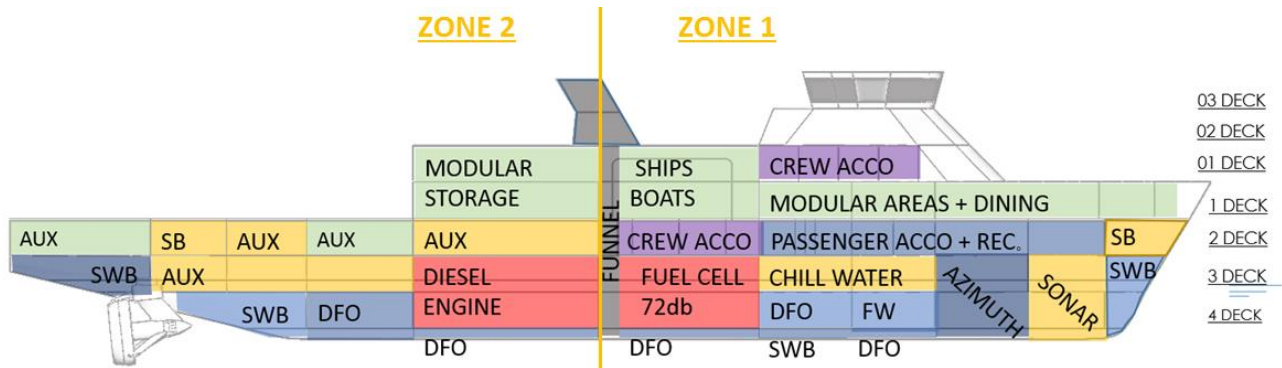 ZONE 2 ZONE 1
03 DECK
02 DECK
MODULAR SHIPS CREW ACCO 01 DECK
STORAGE BOATS MODULAR AREAS + DINING 1 DECK
FUNNEL
AUX SB AUX AUX AUX CREW ACCO PASSENGER ACCO + REC. SB 2 DECK
SWB AUX DIESEL FUEL CELL CHILL WATER AZIMUTH SONAR SWB 3 DECK
SWB DFO ENGINE 72db DFO FW 4 DECK
DFO DFO SWB DFO